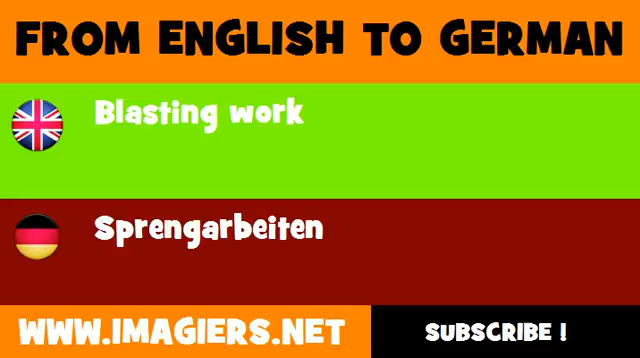 FROM ENGLISH TO GERMAN
Blasting work
Sprengarbeiten
WWW.IMAGIERS.NET
SUBSCRIBE !